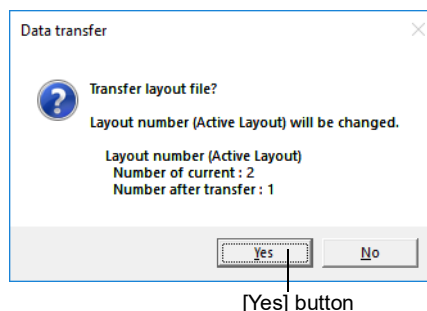 Data transfer
Transfer layout file?
Layout number (Active Layout) will be changed.
Layout number (Active Layout)
Number of current : 2
Number after transfer : 1
Yes
No
[Yes] button